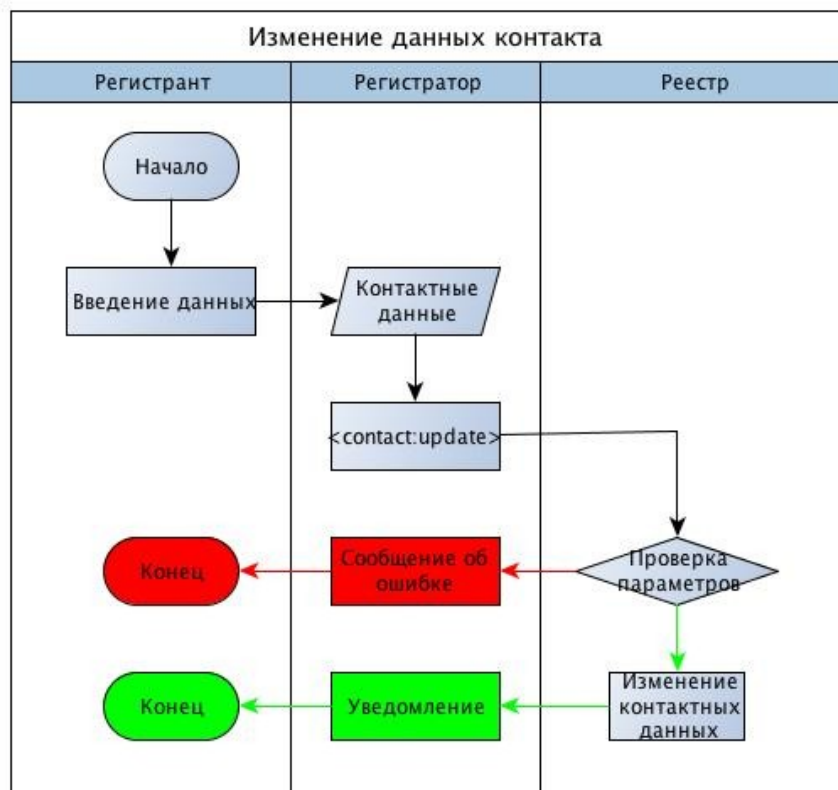 Изменение данных контакта
Регистрант
Регистратор
Реестр
Начало
Введение данных
Контактные
данные
<contact:update>
Проверка
параметров
Сообщение об
ошибке
Конец
Изменение
контактных
данных
Уведомление
Конец